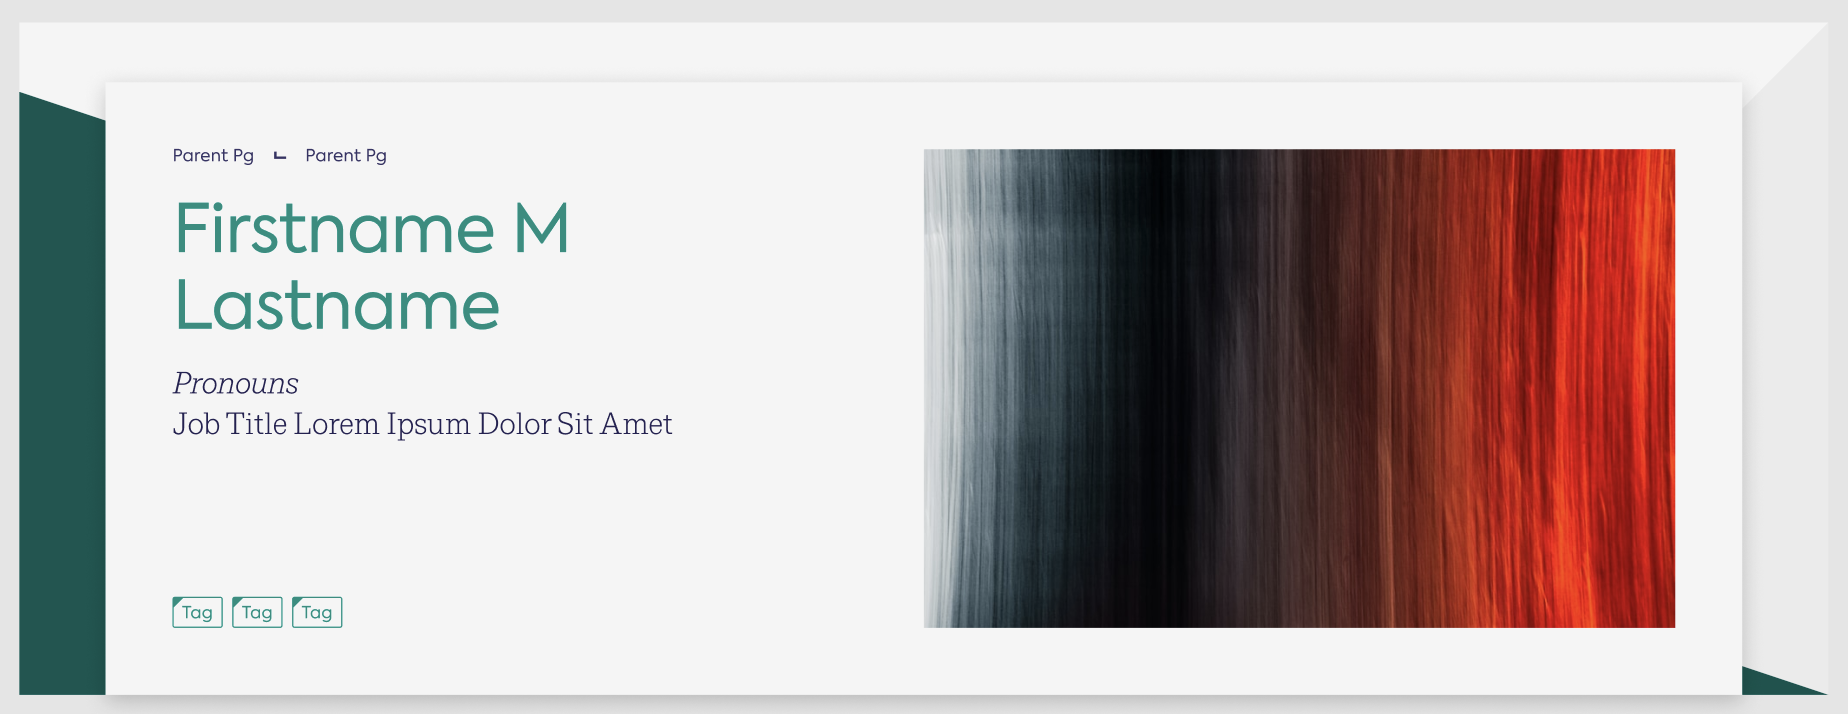 Parent Pg Parent Pg
Firstname M
Lastname
Pronouns
Job Title Lorem Ipsum Dolor Sit Amet
Tag Tag Tag